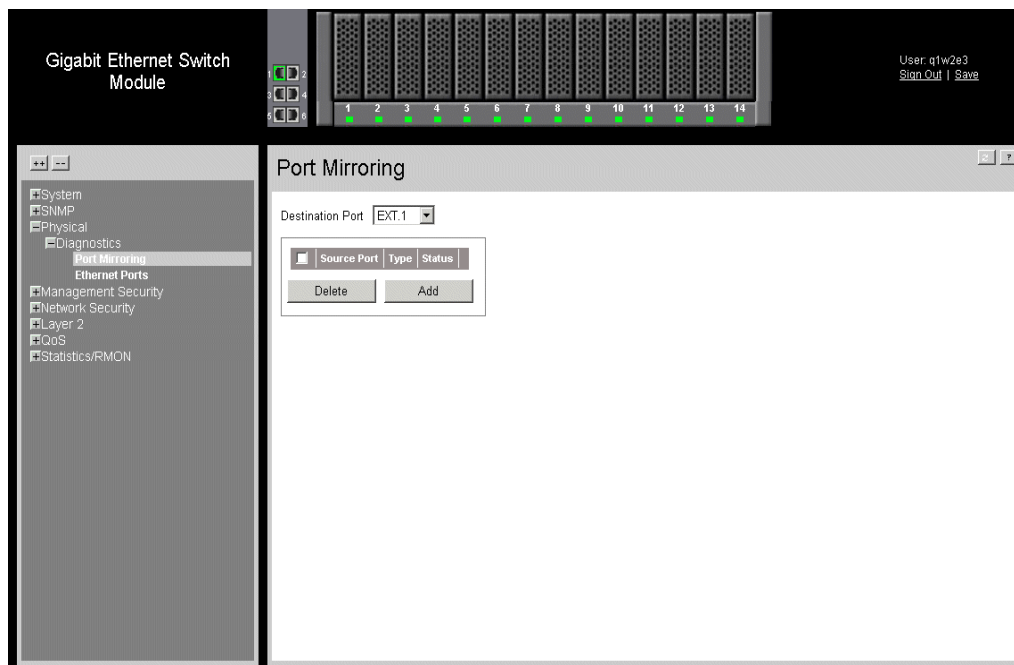 Gigabit Ethernet Switch
Module
1 2
3 4
5 6
1 2 3 4 5 6 7 8 9 10 11 12 13 14
User: q1w2e3
Sign Out | Save
++ --
Port Mirroring
?
System
SNMP
Physical
Diagnostics
Port Mirroring
Ethernet Ports
Management Security
Network Security
Layer 2
QoS
Statistics/RMON
Destination Port EXT.1
Source Port Type Status
Delete Add